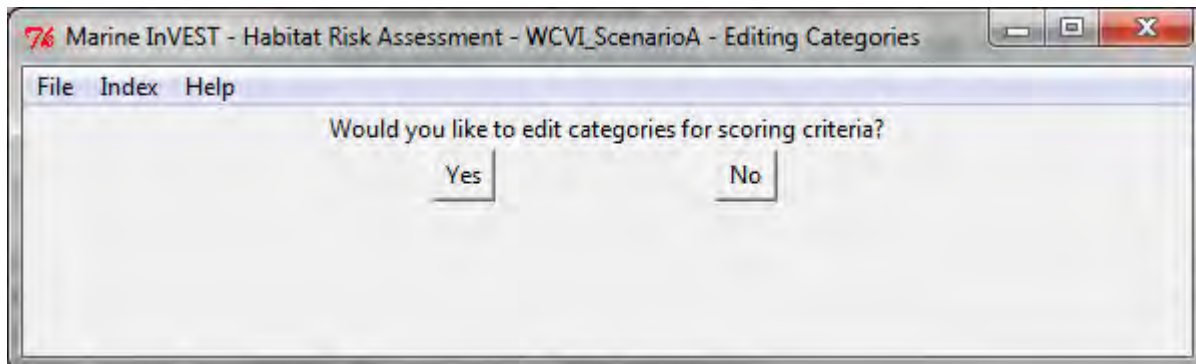 Marine InVEST - Habitat Risk Assessment - WCVI_ScenarioA - Editing Categories
File Index Help
Would you like to edit categories for scoring criteria?
Yes No